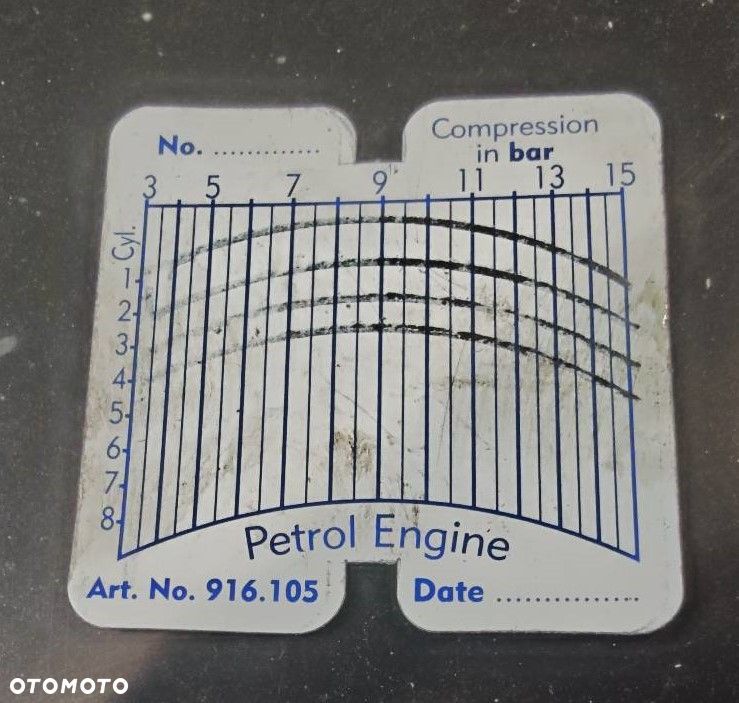 No. .............
Compression
in bar
3 5 7 9 11 13 15
Cyl.
1
2
3
4
5
6
7
8
Petrol Engine
Art. No. 916.105
Date ...............
OTOMOTO